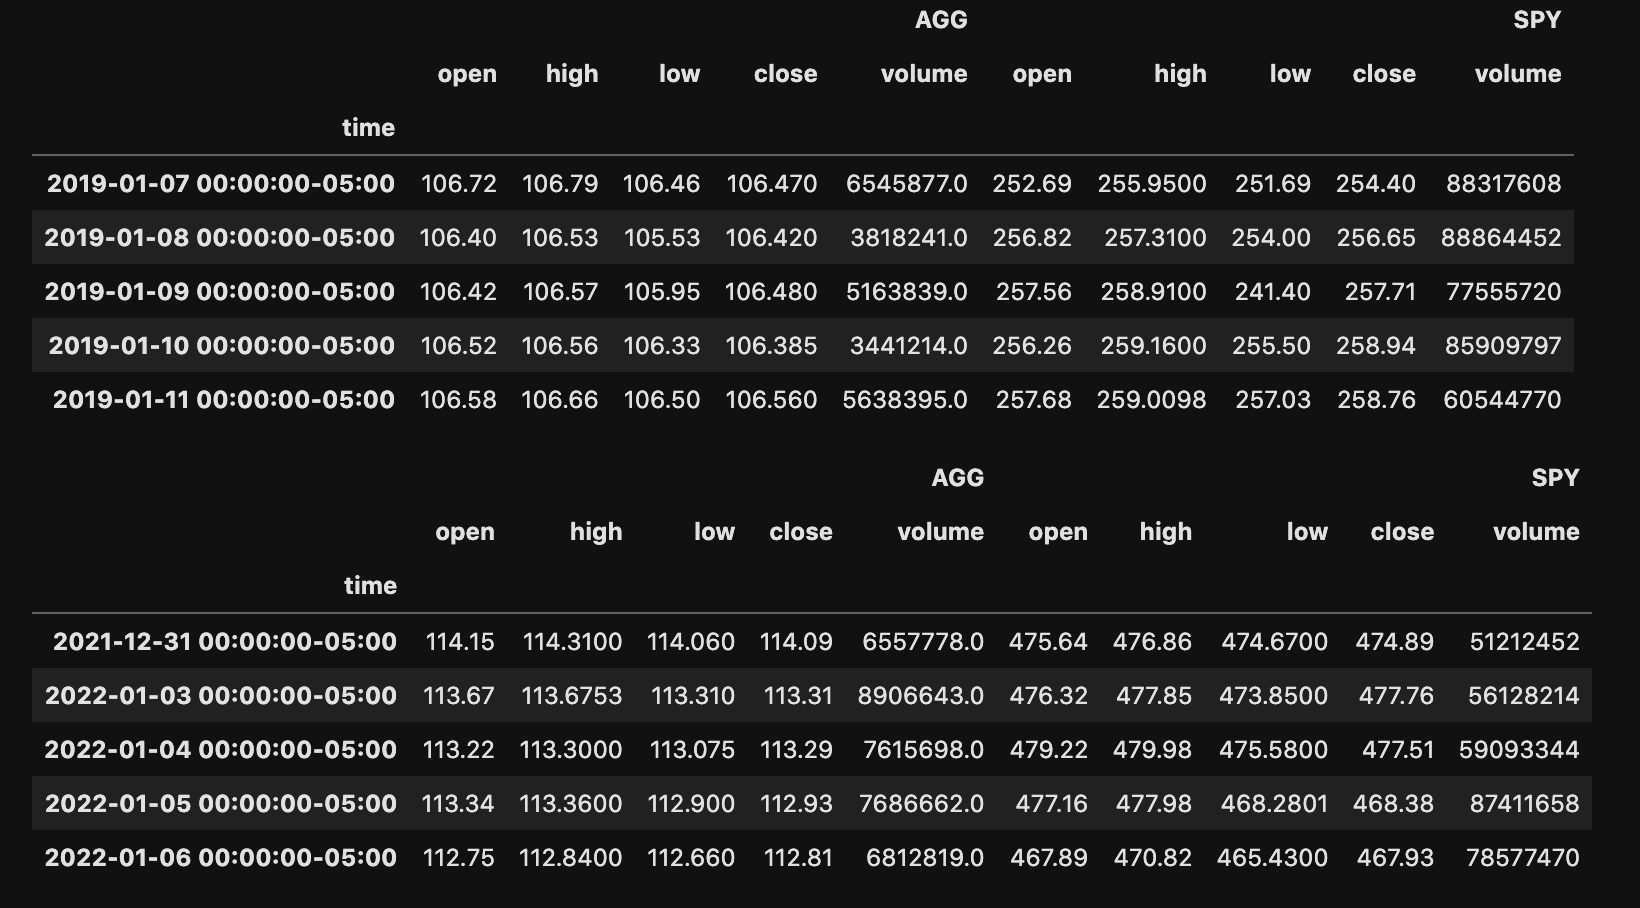 AGG SPY
open high low close volume open high low close volume
time
2019-01-07 00:00:00-05:00 106.72 106.79 106.46 106.470 6545877.0 252.69 255.9500 251.69 254.40 88317608
2019-01-08 00:00:00-05:00 106.40 106.53 105.53 106.420 3818241.0 256.82 257.3100 254.00 256.65 88864452
2019-01-09 00:00:00-05:00 106.42 106.57 105.95 106.480 5163839.0 257.56 258.9100 241.40 257.71 77555720
2019-01-10 00:00:00-05:00 106.52 106.56 106.33 106.385 3441214.0 256.26 259.1600 255.50 258.94 85909797
2019-01-11 00:00:00-05:00 106.58 106.66 106.50 106.560 5638395.0 257.68 259.0098 257.03 258.76 60544770
AGG SPY
open high low close volume open high low close volume
time
2021-12-31 00:00:00-05:00 114.15 114.3100 114.060 114.09 6557778.0 475.64 476.86 474.6700 474.89 51212452
2022-01-03 00:00:00-05:00 113.67 113.6753 113.310 113.31 8906643.0 476.32 477.85 473.8500 477.76 56128214
2022-01-04 00:00:00-05:00 113.22 113.3000 113.075 113.29 7615698.0 479.22 479.98 475.5800 477.51 59093344
2022-01-05 00:00:00-05:00 113.34 113.3600 112.900 112.93 7686662.0 477.16 477.98 468.2801 468.38 87411658
2022-01-06 00:00:00-05:00 112.75 112.8400 112.660 112.81 6812819.0 467.89 470.82 465.4300 467.93 78577470